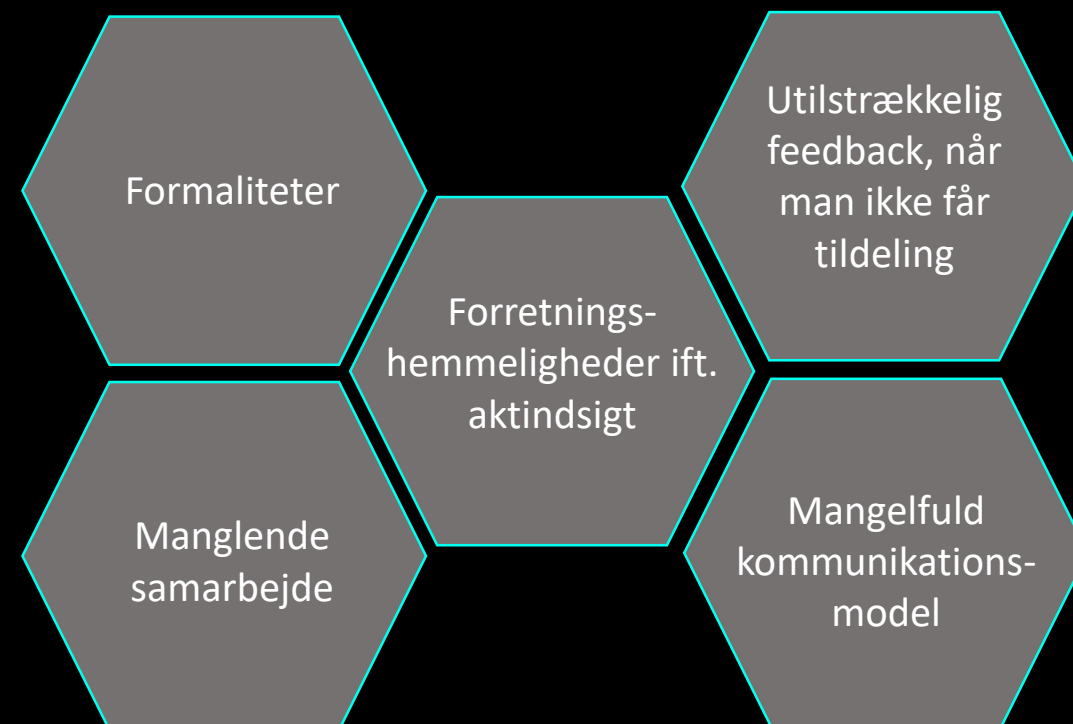 Formaliteter
Utilstrækkelig
feedback, når
man ikke får
tildeling
Forretnings-
hemmeligheder ift.
aktindsigt
Manglende
samarbejde
Mangelfuld
kommunikations-
model